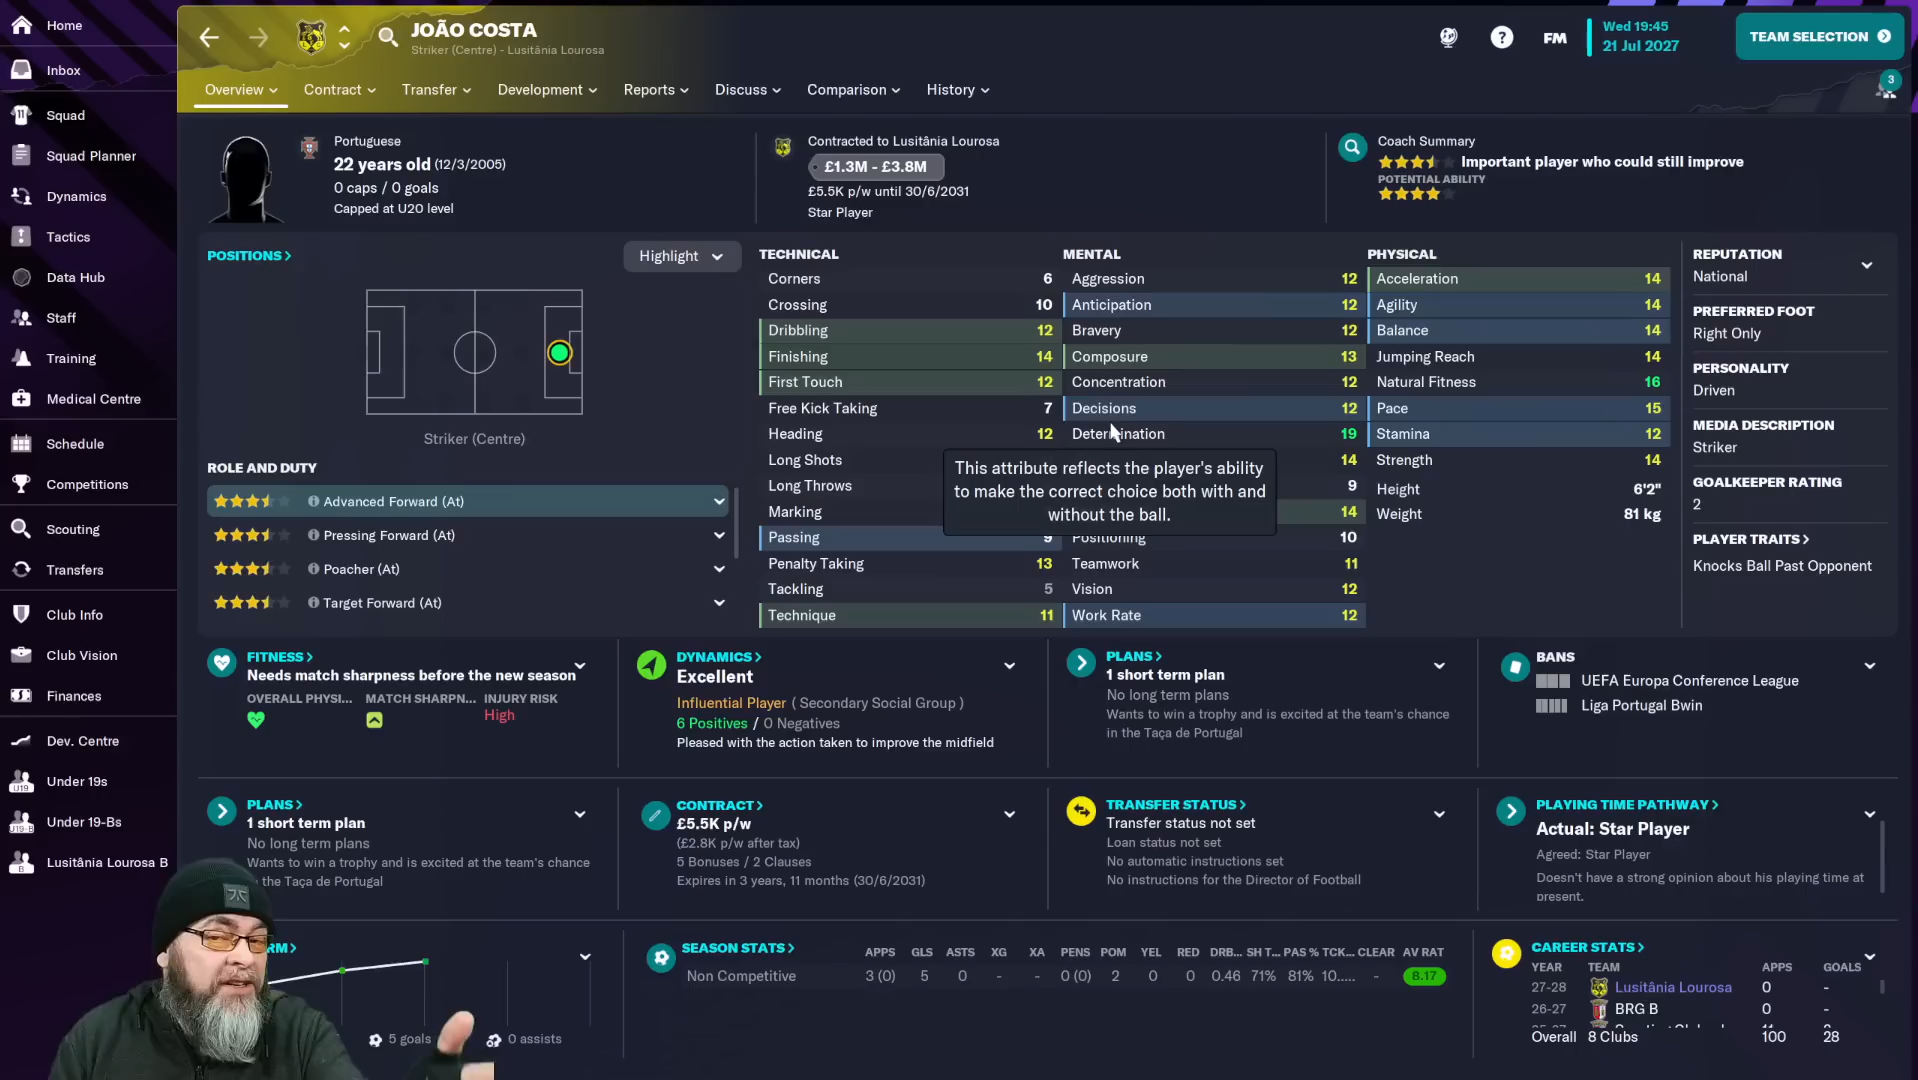 Home
Inbox
Squad
Squad Planner
Dynamics
Tactics
Data Hub
Staff
Training
Medical Centre
Schedule
Competitions
Scouting
Transfers
Club Info
Club Vision
Finances
Dev. Centre
U19
Under 19s
U19-B
Under 19-Bs
B
Lusitânia Lourosa B
JOÃO COSTA
Striker (Centre) - Lusitânia Lourosa
?
FM
Wed 19:45
21 Jul 2027
TEAM SELECTION
Overview
Contract
Transfer
Development
Reports
Discuss
Comparison
History
3
Portuguese
22 years old (12/3/2005)
0 caps / 0 goals
Capped at U20 level
Contracted to Lusitânia Lourosa
£1.3M - £3.8M
£5.5K p/w until 30/6/2031
Star Player
Coach Summary
Important player who could still improve
POTENTIAL ABILITY
POSITIONS >
Highlight
Striker (Centre)
ROLE AND DUTY
Advanced Forward (At)
Pressing Forward (At)
Poacher (At)
Target Forward (At)
TECHNICAL
Corners 6
Crossing 10
Dribbling 12
Finishing 14
First Touch 12
Free Kick Taking 7
Heading 12
Long Shots
Long Throws
Marking
Passing 9
Penalty Taking 13
Tackling 5
Technique 11
MENTAL
Aggression 12
Anticipation 12
Bravery 12
Composure 13
Concentration 12
Decisions 12
Determination 19
14
9
14
Positioning 10
Teamwork 11
Vision 12
Work Rate 12
This attribute reflects the player's ability
to make the correct choice both with and
without the ball.
PHYSICAL
Acceleration 14
Agility 14
Balance 14
Jumping Reach 14
Natural Fitness 16
Pace 15
Stamina 12
Strength 14
Height 6'2"
Weight 81 kg
REPUTATION
National
PREFERRED FOOT
Right Only
PERSONALITY
Driven
MEDIA DESCRIPTION
Striker
GOALKEEPER RATING
2
PLAYER TRAITS >
Knocks Ball Past Opponent
FITNESS >
Needs match sharpness before the new season
OVERALL PHYSI... MATCH SHARPN... INJURY RISK
High
DYNAMICS >
Excellent
Influential Player ( Secondary Social Group )
6 Positives / 0 Negatives
Pleased with the action taken to improve the midfield
PLANS >
1 short term plan
No long term plans
Wants to win a trophy and is excited at the team's chance
in the Taça de Portugal
BANS
UEFA Europa Conference League
Liga Portugal Bwin
PLANS >
1 short term plan
No long term plans
Wants to win a trophy and is excited at the team's chance
the Taça de Portugal
CONTRACT >
£5.5K p/w
(£2.8K p/w after tax)
5 Bonuses / 2 Clauses
Expires in 3 years, 11 months (30/6/2031)
TRANSFER STATUS >
Transfer status not set
Loan status not set
No automatic instructions set
No instructions for the Director of Football
PLAYING TIME PATHWAY >
Actual: Star Player
Agreed: Star Player
Doesn't have a strong opinion about his playing time at
present.
RM >
5 goals
0 assists
SEASON STATS >
APPS GLS ASTS XG XA PENS POM YEL RED DRB... SH T... PAS % TCK... CLEAR AV RAT
Non Competitive 3 (0) 5 0 - - 0 (0) 2 0 0 0.46 71% 81% 10..... - 8.17
CAREER STATS >
YEAR TEAM APPS GOALS
27-28 Lusitânia Lourosa 0 -
26-27 BRG B 0 -
Overall 8 Clubs 100 28